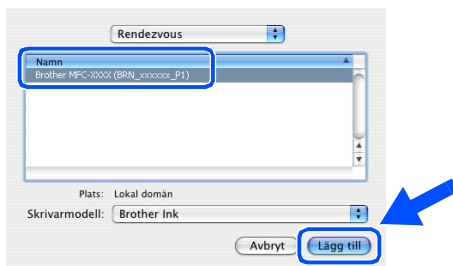 Rendezvous
Namn
Brother MFC-XXXX (BRN_xxxxxx_P1)
Plats: Lokal domän
Skrivarmodell: Brother Ink
Avbryt Lägg till